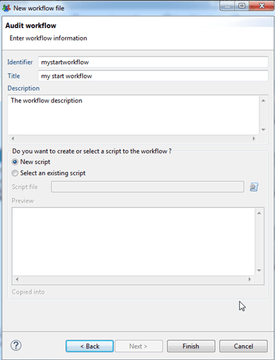 New workflow file
Audit workflow
Enter workflow information
Identifier mystartworkflow
Title my start workflow
Description
The workflow description
Do you want to create or select a script to the workflow ?
New script
Select an existing script
Script file
Preview
Copied into
?
< Back Next > Finish Cancel